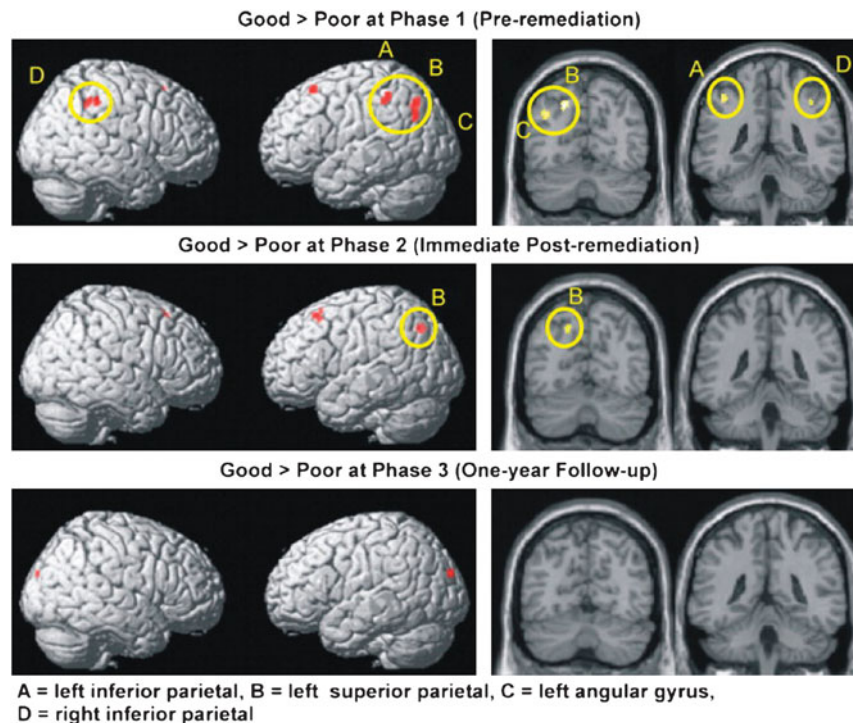 Good > Poor at Phase 1 (Pre-remediation)
D
A
B
C
B
C
A
D
Good > Poor at Phase 2 (Immediate Post-remediation)
B
B
Good > Poor at Phase 3 (One-year Follow-up)
A = left inferior parietal, B = left superior parietal, C = left angular gyrus,
D = right inferior parietal